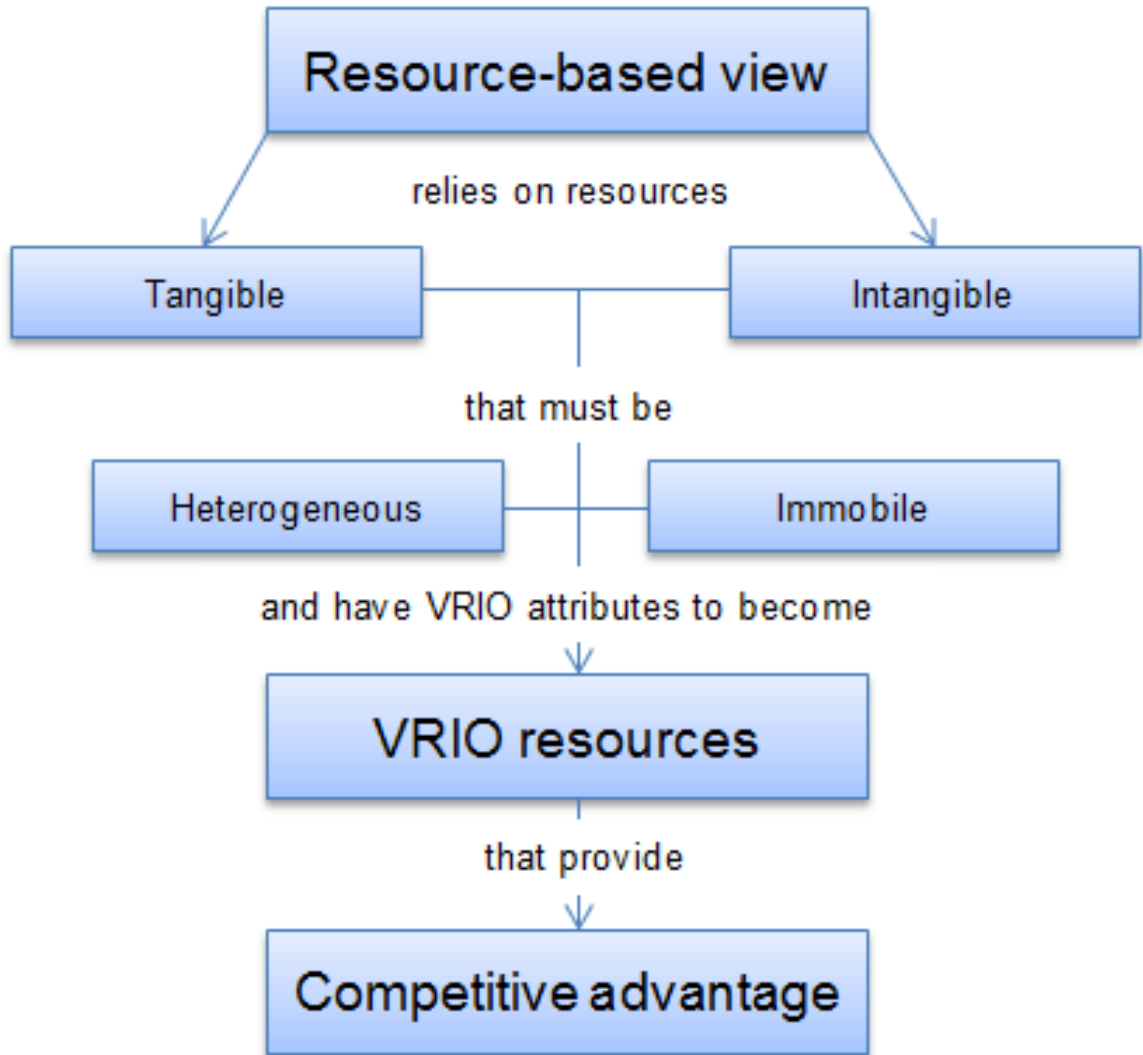 Resource-based view
relies on resources
Tangible
Intangible
that must be
Heterogeneous
Immobile
and have VRIO attributes to become
VRIO resources
that provide
Competitive advantage